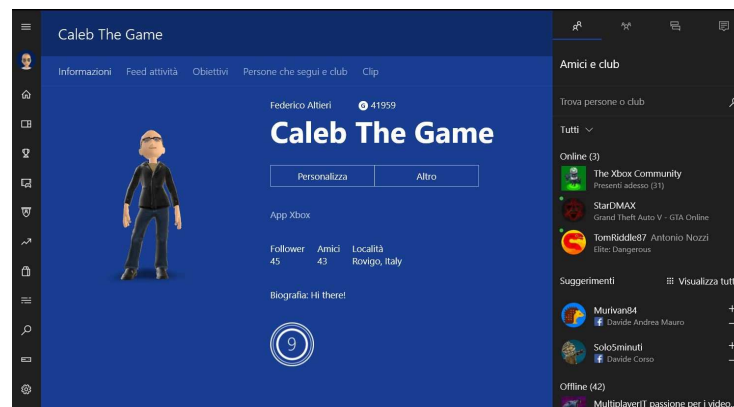 Caleb The Game
Informazioni Feed attività Obiettivi Persone che segui e club Clip
Federico Altieri G 41959
Caleb The Game
Personalizza Altro
App Xbox
Follower Amici Località
45 43 Rovigo, Italy
Biografia: Hi there!
9
Amici e club
Trova persone o club
Tutti
Online (3)
The Xbox Community
Presenti adesso (31)
StarDMAX
Grand Theft Auto V - GTA Online
TomRiddle87 Antonio Nozzi
Elite: Dangerous
Suggerimenti Visualizza tutt
Murivan84
f Davide Andrea Mauro
Solo5minuti
f Davide Corso
Offline (42)
MultiplayerIT passione per i video.